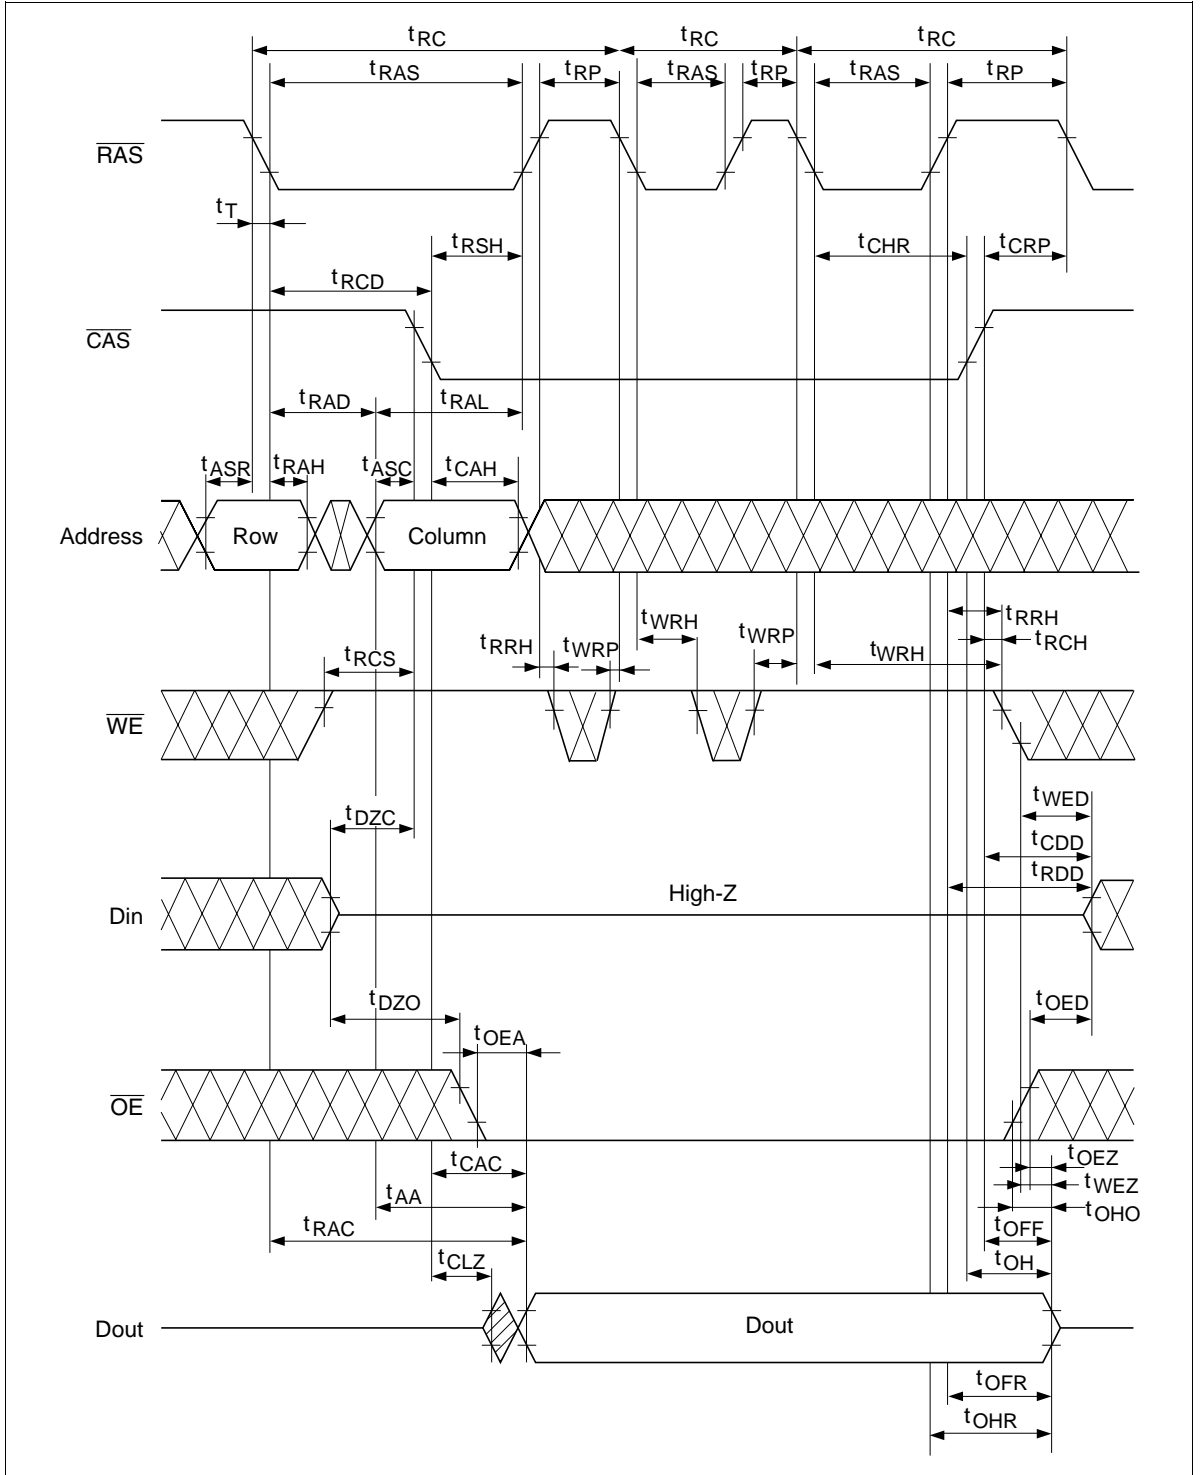 tRC tRC tRC
tRAS tRP tRAS tRP tRAS tRP
RAS
tT
tRSH tCHR tCRP
tRCD
CAS
tRAD tRAL
tASR tRAH tASC tCAH
Address Row Column
tRRH
tWRH tWRP
tRRH tWRP tRCH
tRCS tWRH
WE
tWED
tDZC
tCDD
tRDD
High-Z
Din
tDZO tOED
tOEA
OE
tOEZ
tCAC
tWEZ
tAA
tOHO
tRAC tOFF
tCLZ tOH
Dout Dout
tOFR
tOHR